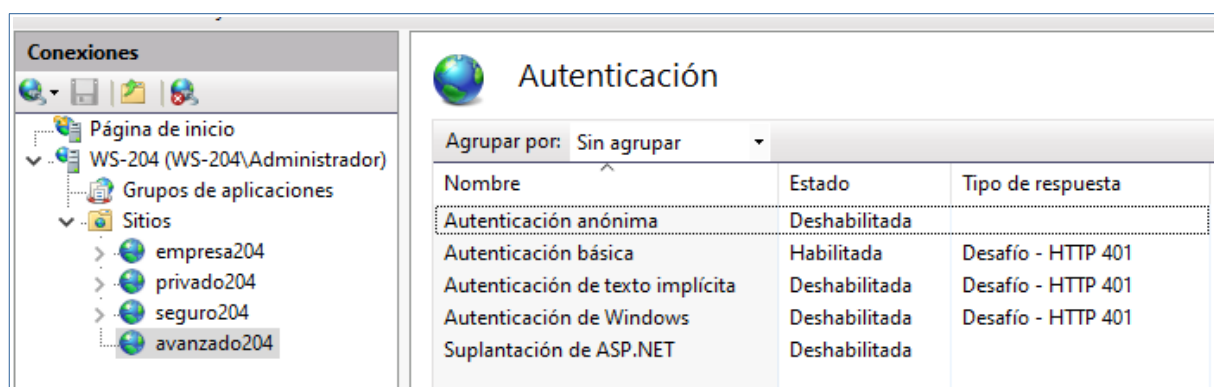 Conexiones
Página de inicio
WS-204 (WS-204\Administrador)
Grupos de aplicaciones
Sitios
empresa204
privado204
seguro204
avanzado204
Autenticación
Agrupar por: Sin agrupar
Nombre Estado Tipo de respuesta
Autenticación anónima Deshabilitada
Autenticación básica Habilitada Desafío - HTTP 401
Autenticación de texto implícita Deshabilitada Desafío - HTTP 401
Autenticación de Windows Deshabilitada Desafío - HTTP 401
Suplantación de ASP.NET Deshabilitada